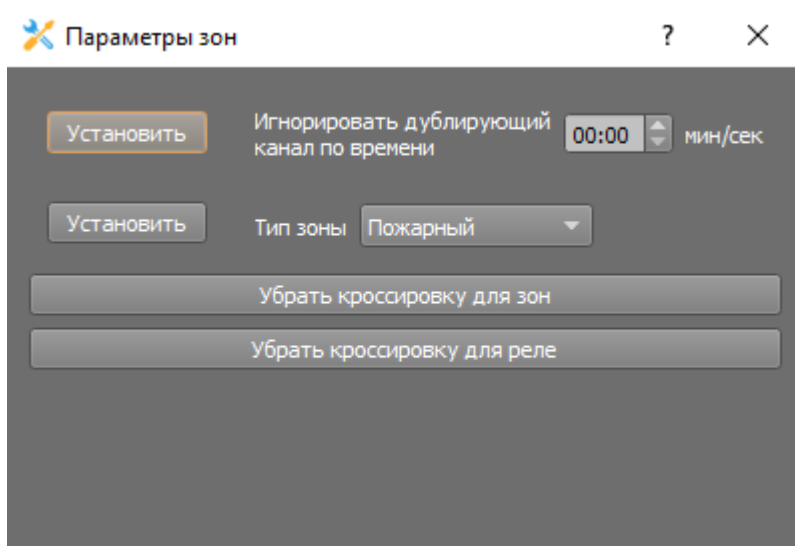 Параметры зон
Установить
Игнорировать дублирующий
канал по времени
00:00
мин/сек
Установить
Тип зоны
Пожарный
Убрать кроссировку для зон
Убрать кроссировку для реле